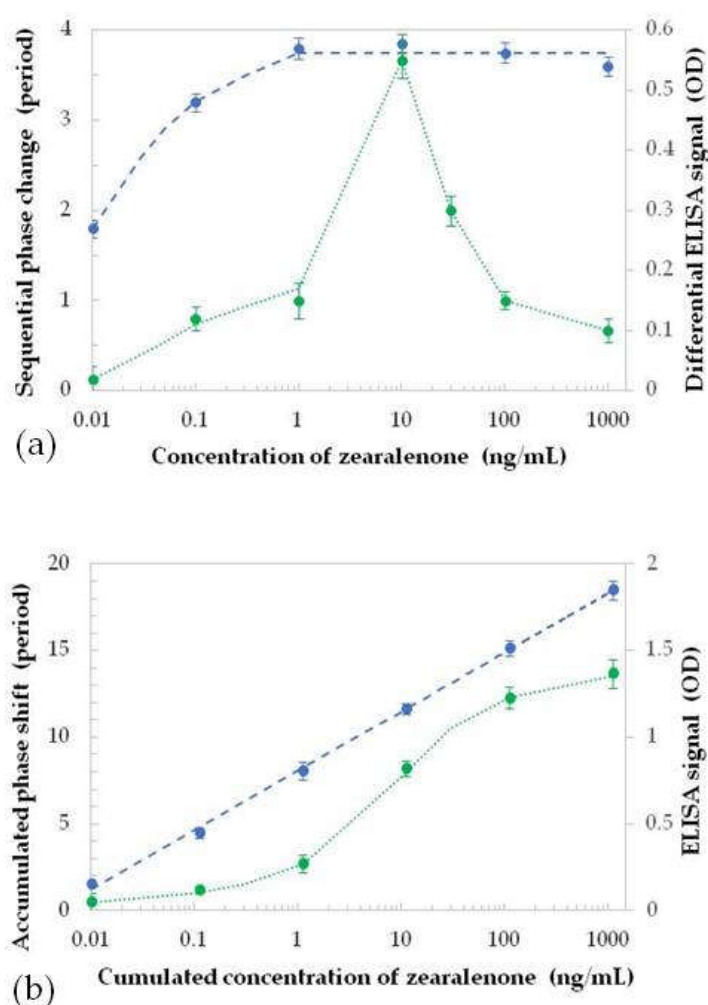 4
3
2
1
0
Sequential phase change (period)
0.6
0.5
0.4
0.3
0.2
0.1
0
Differential ELISA signal (OD)
0.01 0.1 1 10 100 1000
(a)
Concentration of zearalenone (ng/mL)
20
15
10
5
0
Accumulated phase shift (period)
2
1.5
1
0.5
0
ELISA signal (OD)
0.01 0.1 1 10 100 1000
(b)
Cumulated concentration of zearalenone (ng/mL)